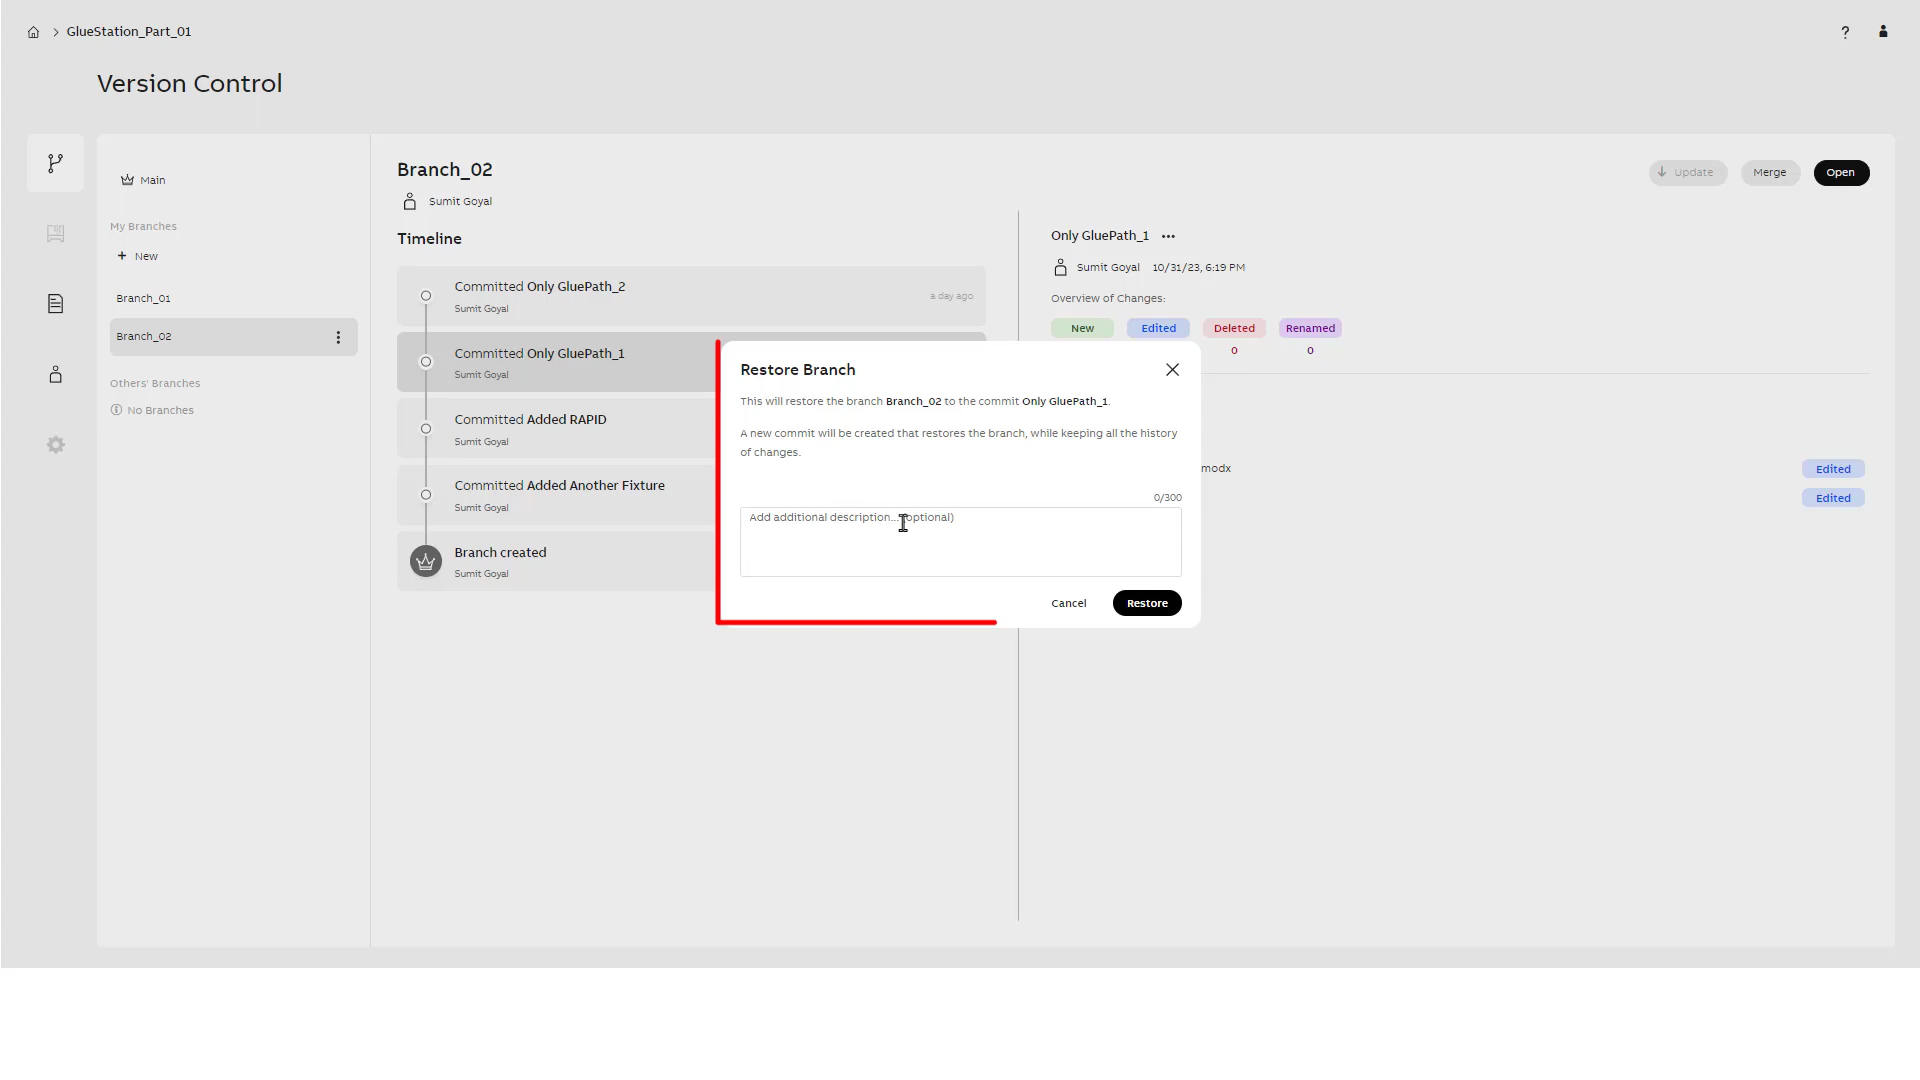 GlueStation_Part_01
?
Version Control
Main
My Branches
+ New
Branch_01
Branch_02
Others' Branches
No Branches
Branch_02
Sumit Goyal
Timeline
Committed Only GluePath_2
Sumit Goyal
a day ago
Committed Only GluePath_1
Sumit Goyal
Committed Added RAPID
Sumit Goyal
Committed Added Another Fixture
Sumit Goyal
Branch created
Sumit Goyal
Update
Merge
Open
Only GluePath_1
Sumit Goyal 10/31/23, 6:19 PM
Overview of Changes:
New Edited Deleted Renamed
0 0
modx
Edited
Edited
Restore Branch
This will restore the branch Branch_02 to the commit Only GluePath_1.
A new commit will be created that restores the branch, while keeping all the history
of changes.
0/300
Add additional description... (optional)
Cancel
Restore